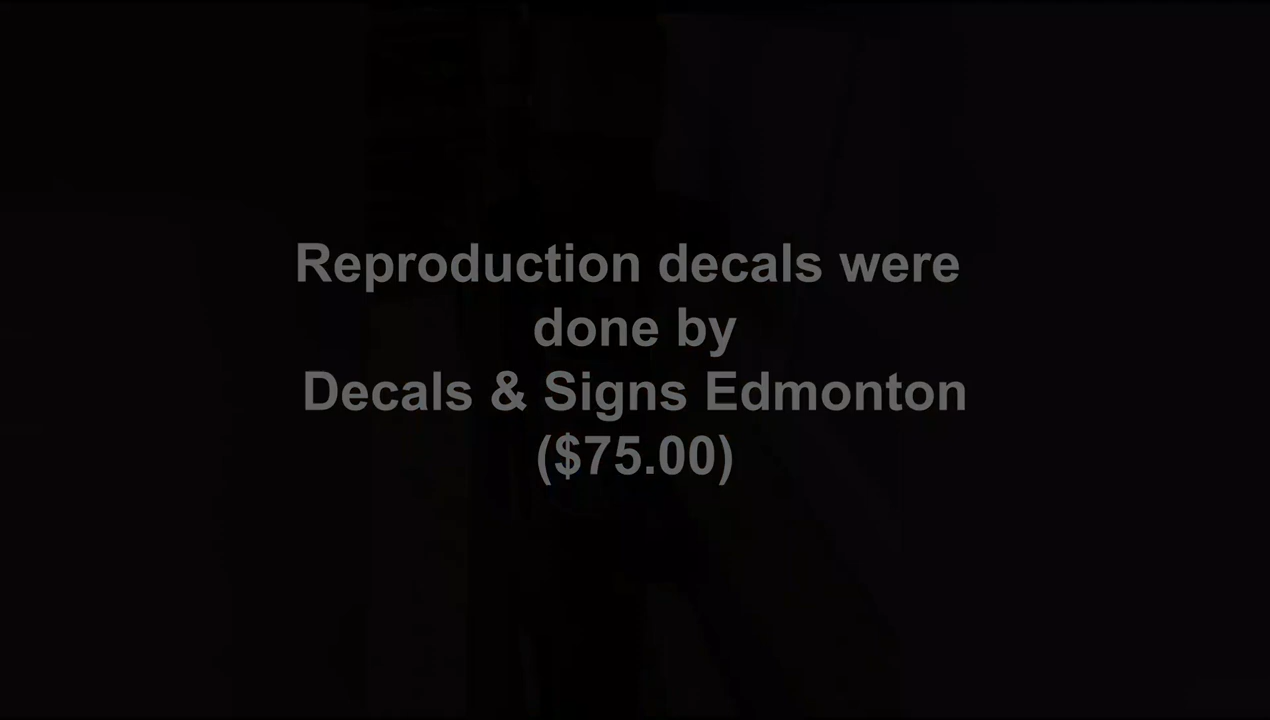 Reproduction decals were
done by
Decals & Signs Edmonton
($75.00)